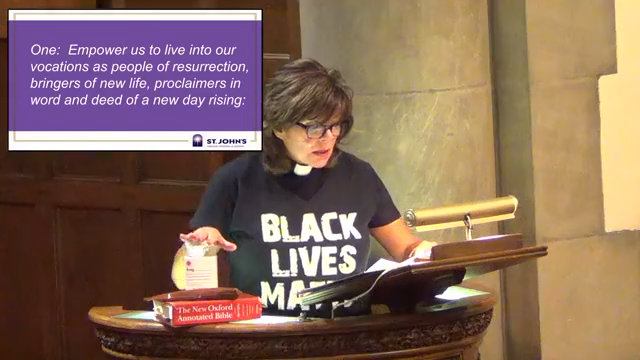 One: Empower us to live into our
vocations as people of resurrection,
bringers of new life, proclaimers in
word and deed of a new day rising:
ST. JOHN'S
BLACK
LIVES
The New Oxford
Annotated Bible